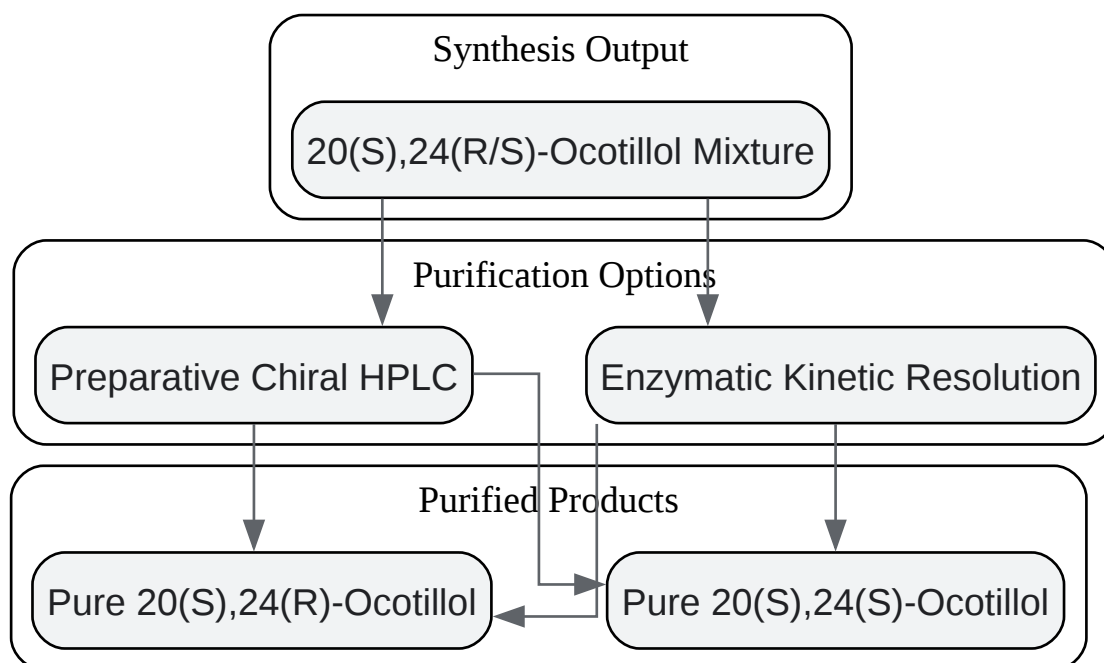 Synthesis Output
20(S),24(R/S)-Ocotillol Mixture
Purification Options
Preparative Chiral HPLC
Enzymatic Kinetic Resolution
Purified Products
Pure 20(S),24(R)-Ocotillol
Pure 20(S),24(S)-Ocotillol